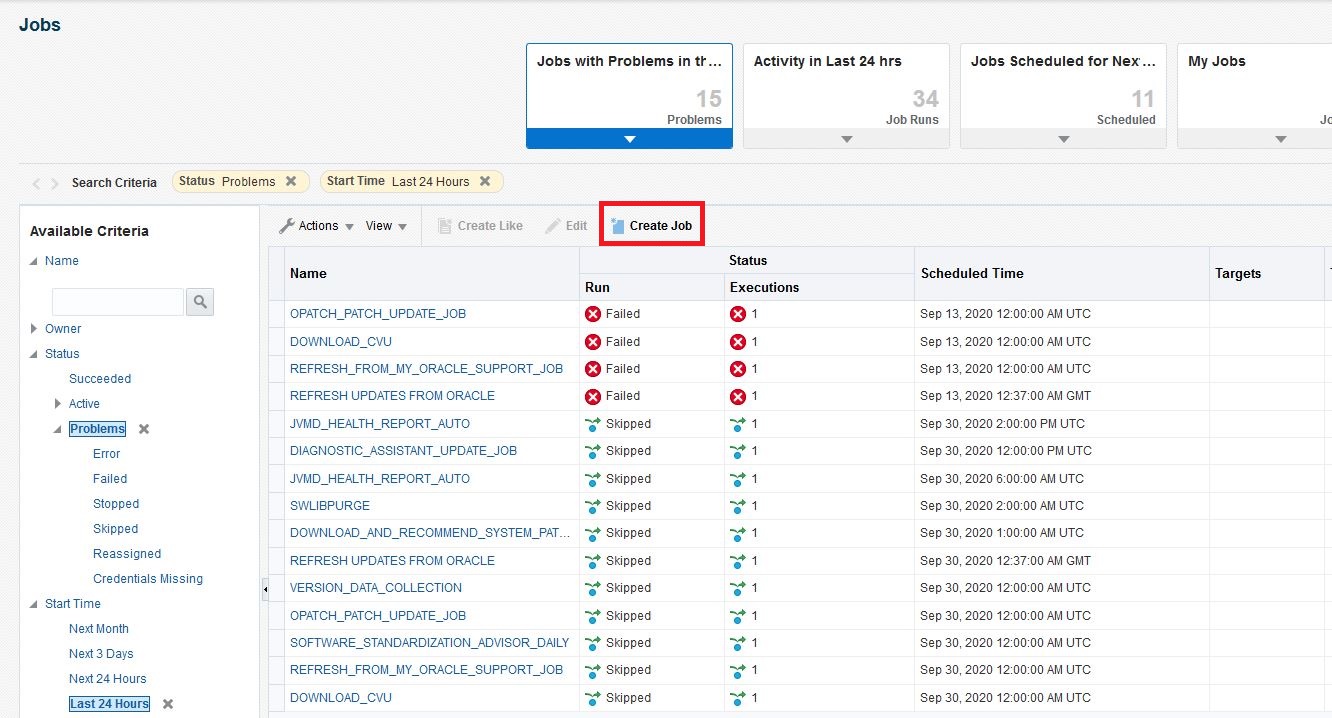 Jobs
Jobs with Problems in th...
15
Problems
Activity in Last 24 hrs
34
Job Runs
Jobs Scheduled for Nex...
11
Scheduled
My Jobs
Search Criteria Status Problems Start Time Last 24 Hours
Available Criteria
Name
Owner
Status
Succeeded
Active
Problems
Error
Failed
Stopped
Skipped
Reassigned
Credentials Missing
Start Time
Next Month
Next 3 Days
Next 24 Hours
Last 24 Hours
Actions View Create Like Edit Create Job
Name Status Scheduled Time Targets
Run Executions
OPATCH_PATCH_UPDATE_JOB Failed 1 Sep 13, 2020 12:00:00 AM UTC
DOWNLOAD_CVU Failed 1 Sep 13, 2020 12:00:00 AM UTC
REFRESH_FROM_MY_ORACLE_SUPPORT_JOB Failed 1 Sep 13, 2020 12:00:00 AM UTC
REFRESH UPDATES FROM ORACLE Failed 1 Sep 13, 2020 12:37:00 AM GMT
JVMD_HEALTH_REPORT_AUTO Skipped 1 Sep 30, 2020 2:00:00 PM UTC
DIAGNOSTIC_ASSISTANT_UPDATE_JOB Skipped 1 Sep 30, 2020 12:00:00 PM UTC
JVMD_HEALTH_REPORT_AUTO Skipped 1 Sep 30, 2020 6:00:00 AM UTC
SWLIBPURGE Skipped 1 Sep 30, 2020 2:00:00 AM UTC
DOWNLOAD_AND_RECOMMEND_SYSTEM_PAT... Skipped 1 Sep 30, 2020 1:00:00 AM UTC
REFRESH UPDATES FROM ORACLE Skipped 1 Sep 30, 2020 12:37:00 AM GMT
VERSION_DATA_COLLECTION Skipped 1 Sep 30, 2020 12:00:00 AM UTC
OPATCH_PATCH_UPDATE_JOB Skipped 1 Sep 30, 2020 12:00:00 AM UTC
SOFTWARE_STANDARDIZATION_ADVISOR_DAILY Skipped 1 Sep 30, 2020 12:00:00 AM UTC
REFRESH_FROM_MY_ORACLE_SUPPORT_JOB Skipped 1 Sep 30, 2020 12:00:00 AM UTC
DOWNLOAD_CVU Skipped 1 Sep 30, 2020 12:00:00 AM UTC